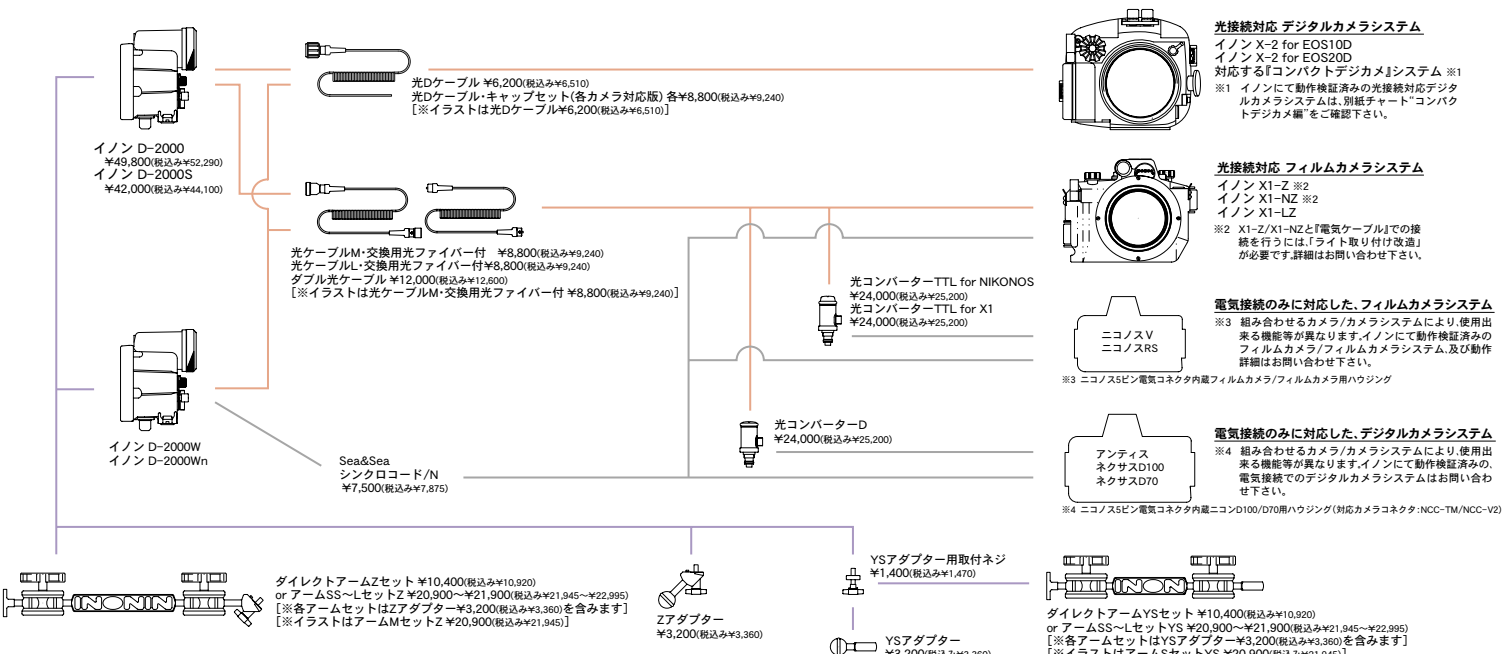 イノン D-2000
¥49,800(税込み¥52,290)
イノン D-2000S
¥42,000(税込み¥44,100)
光Dケーブル ¥6,200(税込み¥6,510)
光Dケーブル・キャップセット(各カメラ対応版) 各¥8,800(税込み¥9,240)
[※イラストは光Dケーブル¥6,200(税込み¥6,510)]
光接続対応 デジタルカメラシステム
イノン X-2 for EOS10D
イノン X-2 for EOS20D
対応する『コンパクトデジカメ』システム ※1
※1 イノンにて動作検証済みの光接続対応デジタ
ルカメラシステムは、別紙チャート“コンパク
トデジカメ編”をご確認下さい。
光ケーブルM・交換用光ファイバー付 ¥8,800(税込み¥9,240)
光ケーブルL・交換用光ファイバー付¥8,800(税込み¥9,240)
ダブル光ケーブル ¥12,000(税込み¥12,600)
[※イラストは光ケーブルM・交換用光ファイバー付 ¥8,800(税込み¥9,240)]
光接続対応 フィルムカメラシステム
イノン X1-Z ※2
イノン X1-NZ ※2
イノン X1-LZ
※2 X1-Z/X1-NZと『電気ケーブル』での接
続を行うには、「ライト取り付け改造」
が必要です。詳細はお問い合わせ下さい。
光コンバーターTTL for NIKONOS
¥24,000(税込み¥25,200)
光コンバーターTTL for X1
¥24,000(税込み¥25,200)
ニコノスV
ニコノスRS
電気接続のみに対応した、フィルムカメラシステム
※3 組み合わせるカメラ/カメラシステムにより、使用出
来る機能等が異なります。イノンにて動作検証済みの
フィルムカメラ/フィルムカメラシステム、及び動作
詳細はお問い合わせ下さい。
※3 ニコノス5ピン電気コネクタ内蔵フィルムカメラ/フィルムカメラ用ハウジング
イノン D-2000W
イノン D-2000Wn
光コンバーターD
¥24,000(税込み¥25,200)
Sea&Sea
シンクロコード/N
¥7,500(税込み¥7,875)
アンティス
ネクサスD100
ネクサスD70
電気接続のみに対応した、デジタルカメラシステム
※4 組み合わせるカメラ/カメラシステムにより、使用出
来る機能等が異なります。イノンにて動作検証済みの、
電気接続でのデジタルカメラシステムはお問い合わ
せ下さい。
※4 ニコノス5ピン電気コネクタ内蔵ニコンD100/D70用ハウジング(対応カメラコネクタ:NCC-TM/NCC-V2)
INONIN
ダイレクトアームZセット ¥10,400(税込み¥10,920)
or アームSS〜LセットZ ¥20,900〜¥21,900(税込み¥21,945〜¥22,995)
[※各アームセットはZアダプター¥3,200(税込み¥3,360)を含みます]
[※イラストはアームMセットZ ¥20,900(税込み¥21,945)]
Zアダプター
¥3,200(税込み¥3,360)
YSアダプター用取付ネジ
¥1,400(税込み¥1,470)
YSアダプター
¥3,200(税込み¥3,360)
INON
ダイレクトアームYSセット ¥10,400(税込み¥10,920)
or アームSS〜LセットYS ¥20,900〜¥21,900(税込み¥21,945〜¥22,995)
[※各アームセットはYSアダプター¥3,200(税込み¥3,360)を含みます]
[※イラストはアームSセットYS ¥20,900(税込み¥21,945)]